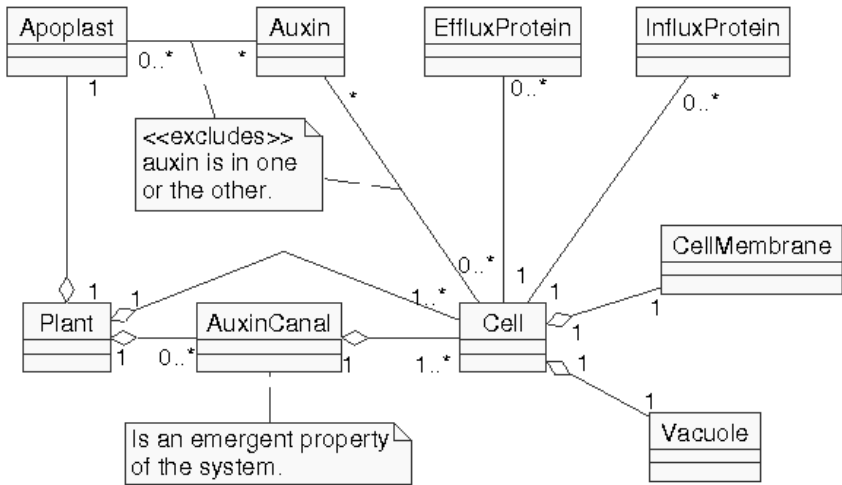 Apoplast
Auxin
EffluxProtein
InfluxProtein
0..*
*
1
*
0..*
0..*
<<excludes>>
auxin is in one
or the other.
CellMembrane
0..*
1
1
1
1
1..*
1
1
Plant
AuxinCanal
Cell
1
0..*
1
1..*
1
1
Vacuole
Is an emergent property
of the system.